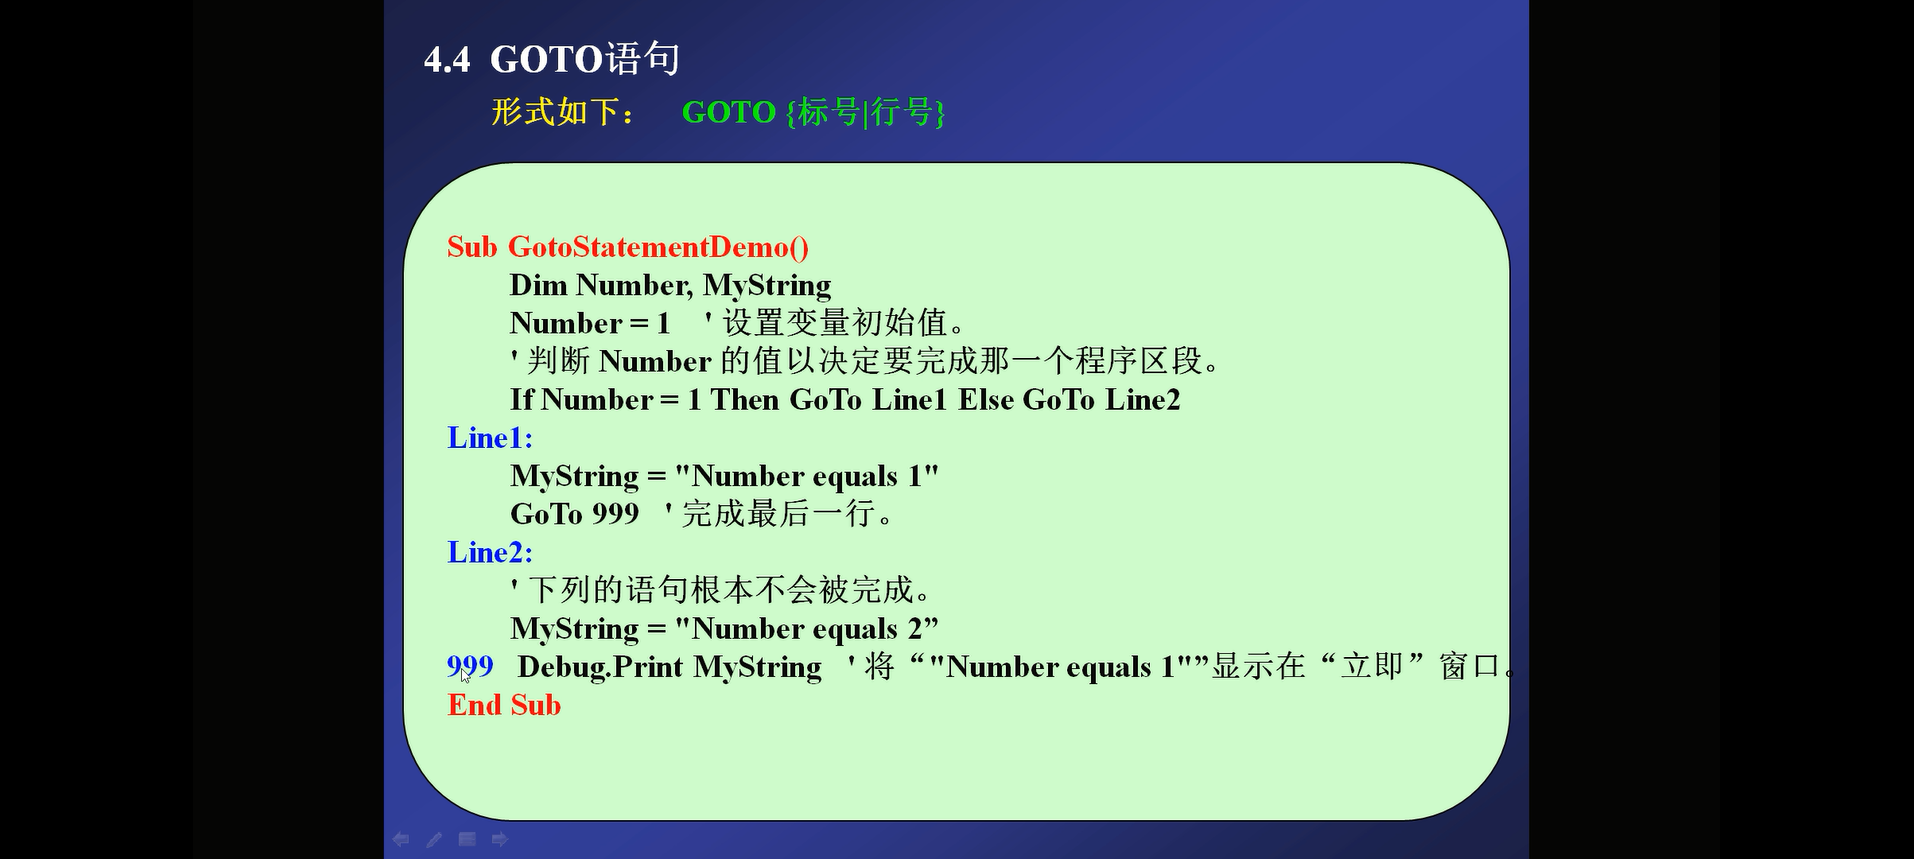 4.4 GOTO语句
形式如下： GOTO {标号|行号}
Sub GotoStatementDemo()
Dim Number, MyString
Number = 1 ' 设置变量初始值。
' 判断 Number 的值以决定要完成那一个程序区段。
If Number = 1 Then GoTo Line1 Else GoTo Line2
Line1:
MyString = "Number equals 1"
GoTo 999 ' 完成最后一行。
Line2:
' 下列的语句根本不会被完成。
MyString = "Number equals 2”
999 Debug.Print MyString ' 将“"Number equals 1"”显示在“立即”窗口。
End Sub